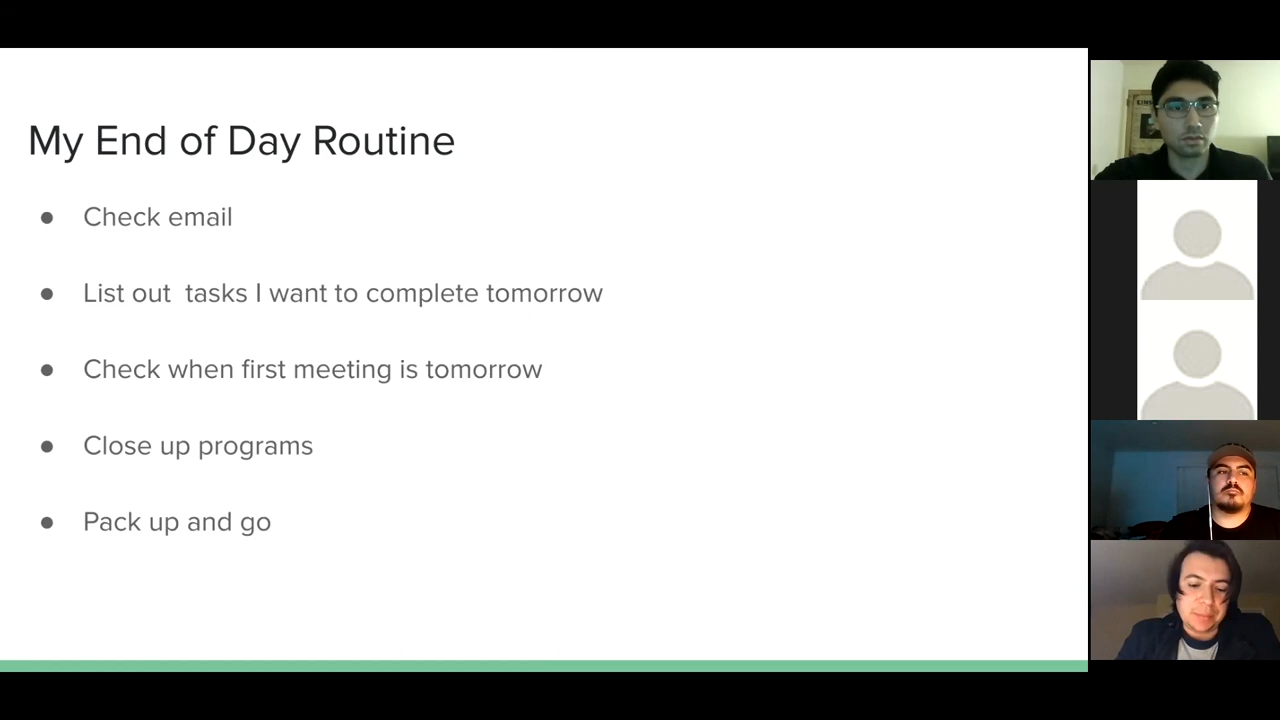 My End of Day Routine
● Check email
● List out  tasks I want to complete tomorrow
● Check when first meeting is tomorrow
● Close up programs
● Pack up and go